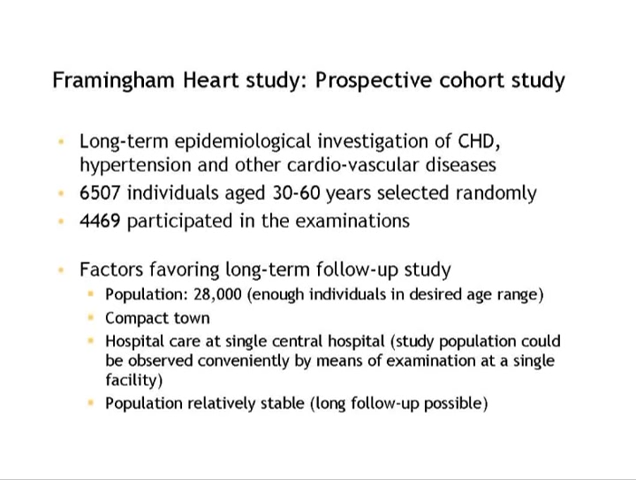 Framingham Heart study: Prospective cohort study
• Long-term epidemiological investigation of CHD,
hypertension and other cardio-vascular diseases
• 6507 individuals aged 30-60 years selected randomly
• 4469 participated in the examinations
• Factors favoring long-term follow-up study
• Population: 28,000 (enough individuals in desired age range)
• Compact town
• Hospital care at single central hospital (study population could
be observed conveniently by means of examination at a single
facility)
• Population relatively stable (long follow-up possible)